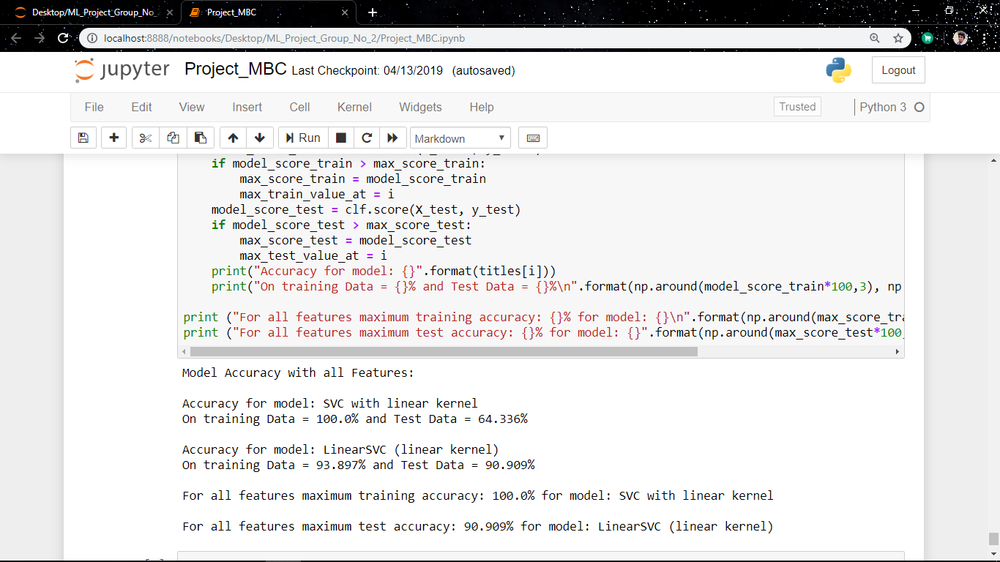 Desktop/ML_Project_Group_No_
Project_MBC
localhost:8888/notebooks/Desktop/ML_Project_Group_No_2/Project_MBC.ipynb
jupyter Project_MBC Last Checkpoint: 04/13/2019 (autosaved)
Logout
File Edit View Insert Cell Kernel Widgets Help
Trusted
Python 3
Run
Markdown
if model_score_train > max_score_train:
max_score_train = model_score_train
max_train_value_at = i
model_score_test = clf.score(X_test, y_test)
if model_score_test > max_score_test:
max_score_test = model_score_test
max_test_value_at = i
print("Accuracy for model: {}".format(titles[i]))
print("On training Data = {}% and Test Data = {}%\n".format(np.around(model_score_train*100,3), np
print ("For all features maximum training accuracy: {}% for model: {}\n".format(np.around(max_score_tra
print ("For all features maximum test accuracy: {}% for model: {}".format(np.around(max_score_test*100
Model Accuracy with all Features:
Accuracy for model: SVC with linear kernel
On training Data = 100.0% and Test Data = 64.336%
Accuracy for model: LinearSVC (linear kernel)
On training Data = 93.897% and Test Data = 90.909%
For all features maximum training accuracy: 100.0% for model: SVC with linear kernel
For all features maximum test accuracy: 90.909% for model: LinearSVC (linear kernel)